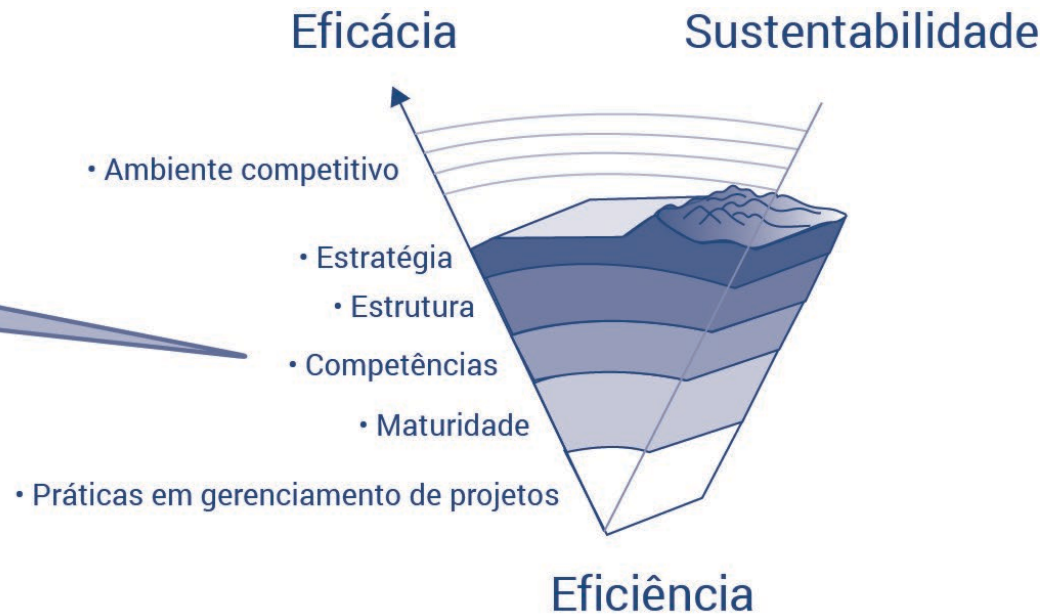 Eficácia
Sustentabilidade
• Ambiente competitivo
• Estratégia
• Estrutura
• Competências
• Maturidade
• Práticas em gerenciamento de projetos
Eficiência